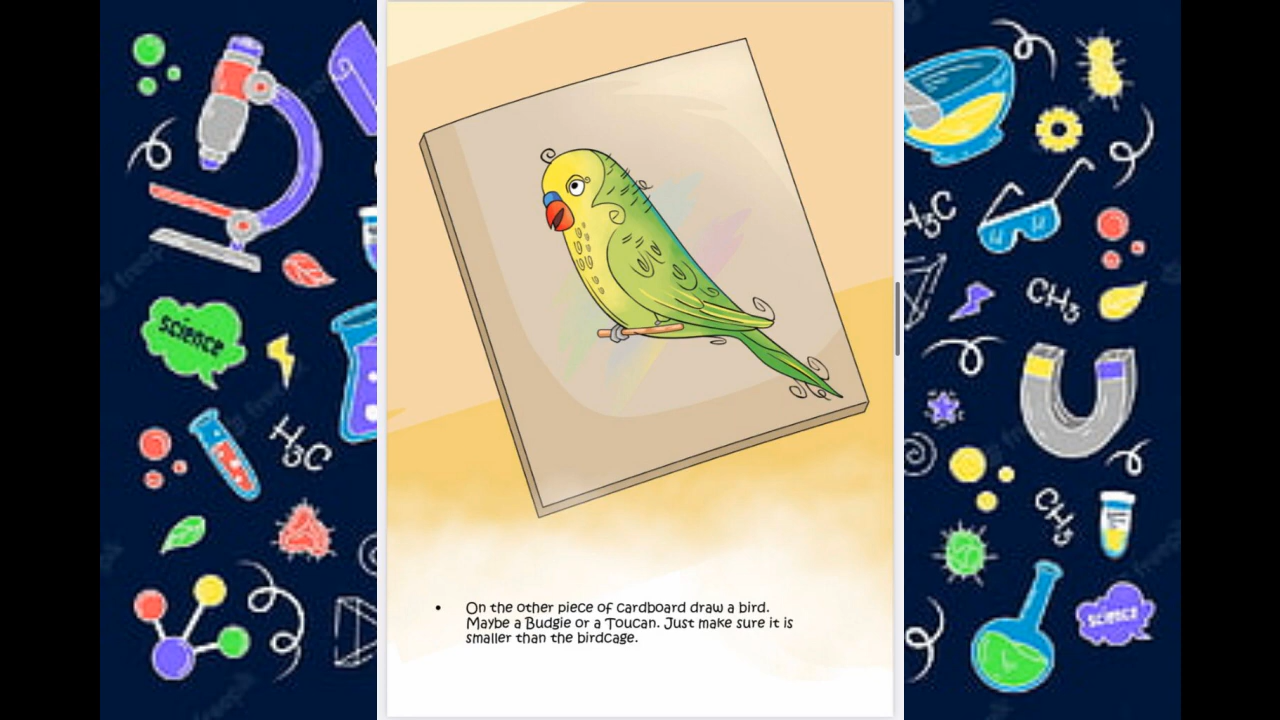 science
H3C
H3C
CH3
CH3
science
• On the other piece of cardboard draw a bird.
Maybe a Budgie or a Toucan. Just make sure it is
smaller than the birdcage.